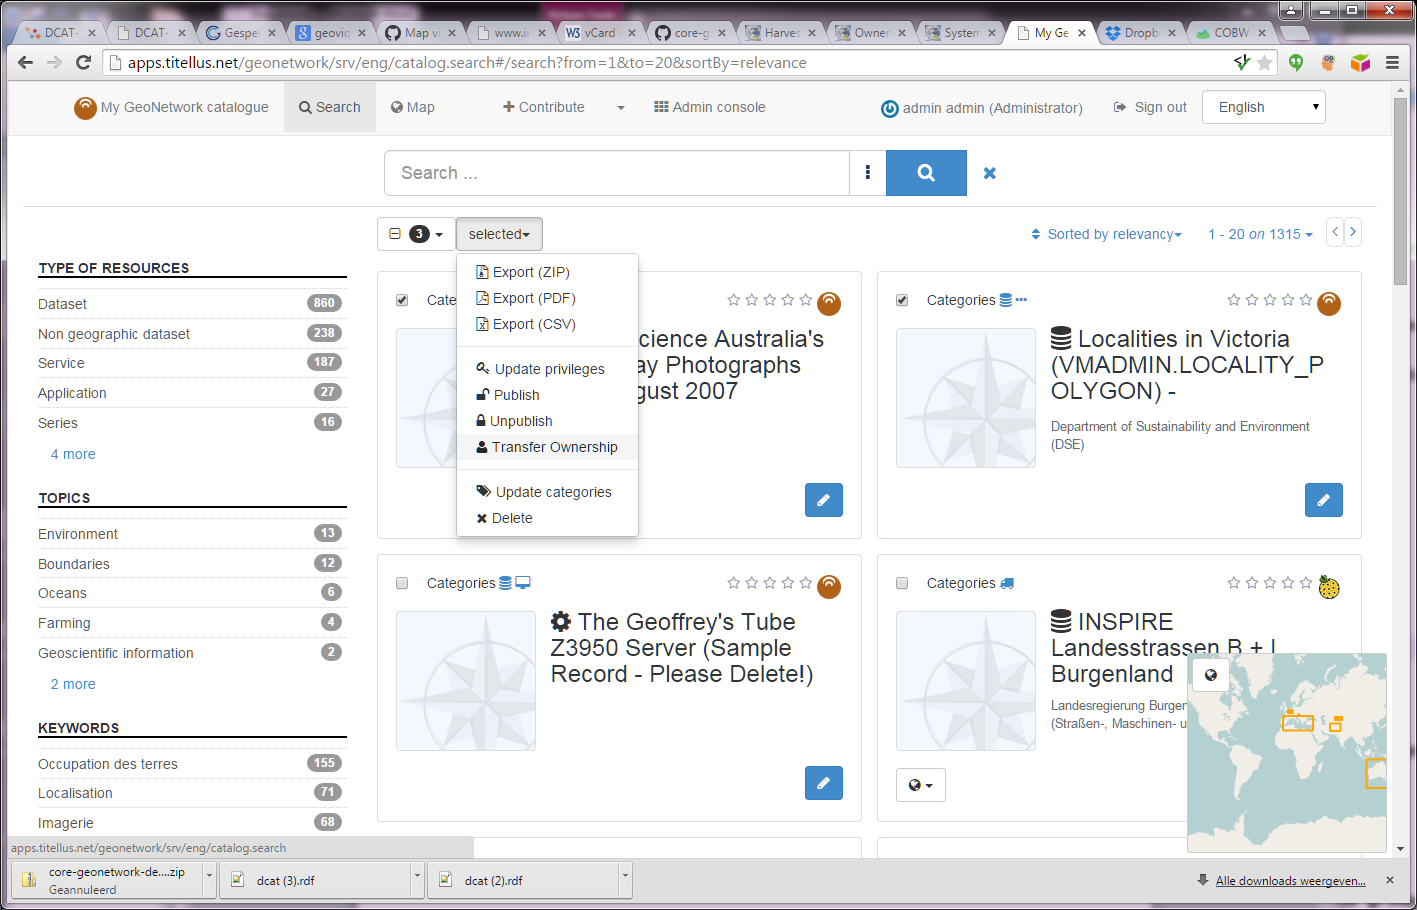 DCAT-
DCAT-
Gespe
geoviq
Map vi
www.ir
vCard
core-g
Harves
Owner
System
My Ge
Dropb
COBW
apps.titellus.net/geonetwork/srv/eng/catalog.search#/search?from=1&to=20&sortBy=relevance
My GeoNetwork catalogue
Search
Map
Contribute
Admin console
admin admin (Administrator)
Sign out
English
Search ...
3
selected
Sorted by relevancy
1 - 20 on 1315
TYPE OF RESOURCES
Dataset 860
Non geographic dataset 238
Service 187
Application 27
Series 16
4 more
TOPICS
Environment 13
Boundaries 12
Oceans 6
Farming 4
Geoscientific information 2
2 more
KEYWORDS
Occupation des terres 155
Localisation 71
Imagerie 68
Export (ZIP)
Export (PDF)
Export (CSV)
Update privileges
Publish
Unpublish
Transfer Ownership
Update categories
Delete
Cate
cience Australia's
ay Photographs
gust 2007
Categories
Localities in Victoria
(VMADMIN.LOCALITY_P
OLYGON) -
Department of Sustainability and Environment
(DSE)
Categories
The Geoffrey's Tube
Z3950 Server (Sample
Record - Please Delete!)
Categories
INSPIRE
Landesstrassen B + L
Burgenland
Landesregierung Burgen
(Straßen-, Maschinen- u
apps.titellus.net/geonetwork/srv/eng/catalog.search
core-geonetwork-de....zip
Geannuleerd
dcat (3).rdf
dcat (2).rdf
Alle downloads weergeven...